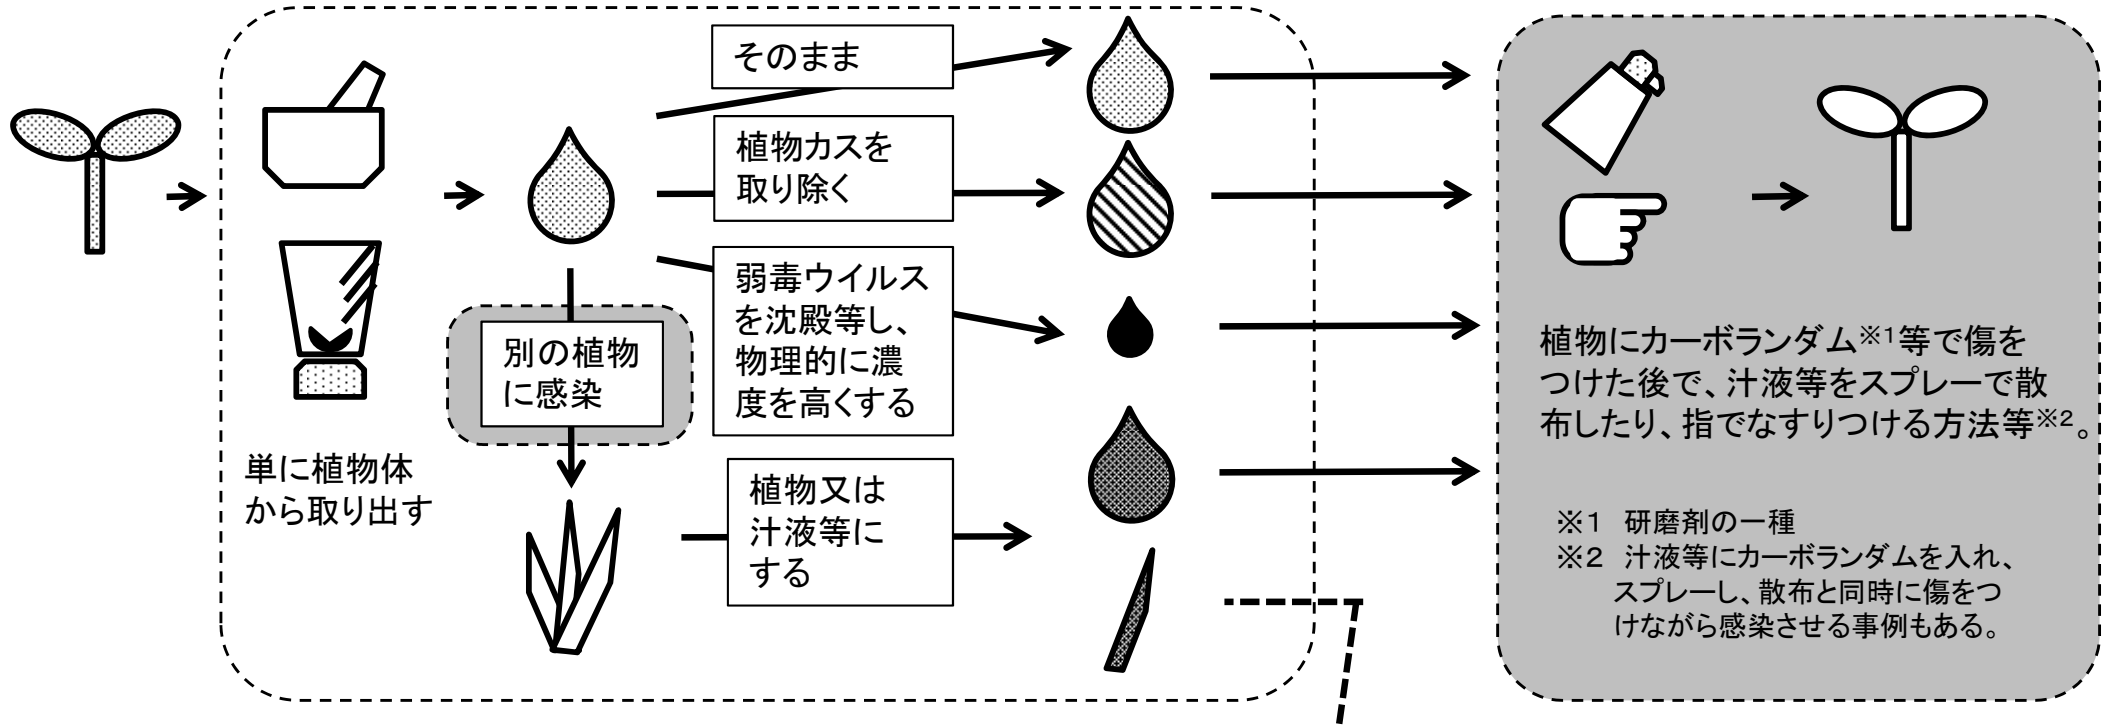 そのまま
植物カスを
取り除く
弱毒ウイルス
を沈殿等し、
物理的に濃
度を高くする
別の植物
に感染
単に植物体
から取り出す
植物又は
汁液等に
する
植物にカーボランダム※1等で傷を
つけた後で、汁液等をスプレーで散
布したり、指でなすりつける方法等※2。
※1 研磨剤の一種
※2 汁液等にカーボランダムを入れ、
スプレーし、散布と同時に傷をつ
けながら感染させる事例もある。